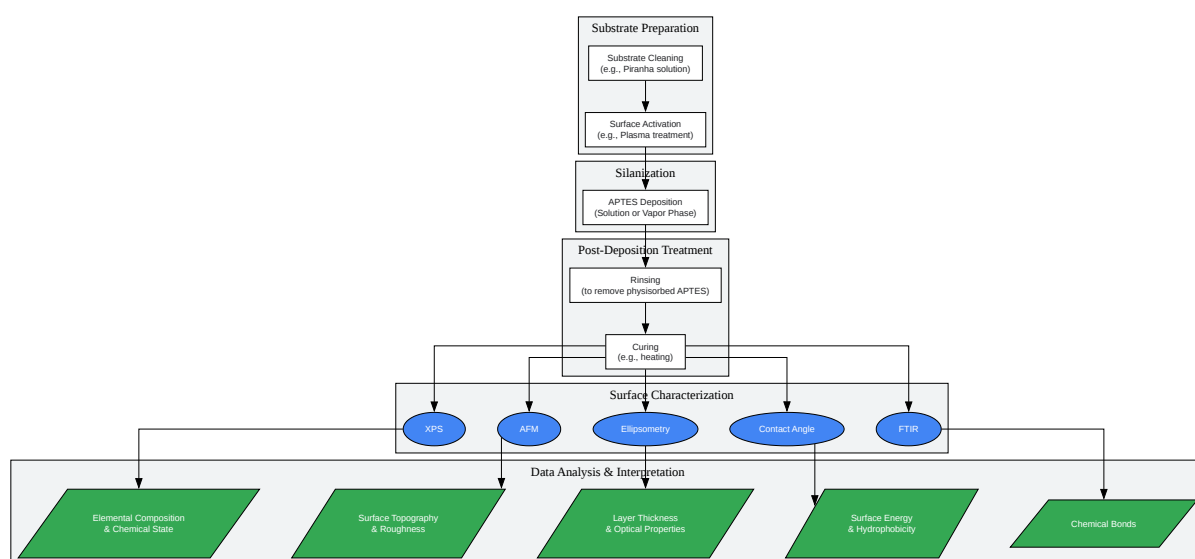 Substrate Preparation
Substrate Cleaning
(e.g., Piranha solution)
Surface Activation
(e.g., Plasma treatment)
Silanization
APTES Deposition
(Solution or Vapor Phase)
Post-Deposition Treatment
Rinsing
(to remove physisorbed APTES)
Curing
(e.g., heating)
Surface Characterization
XPS
AFM
Ellipsometry
Contact Angle
FTIR
Data Analysis & Interpretation
Elemental Composition
& Chemical State
Surface Topography
& Roughness
Layer Thickness
& Optical Properties
Surface Energy
& Hydrophobicity
Chemical Bonds